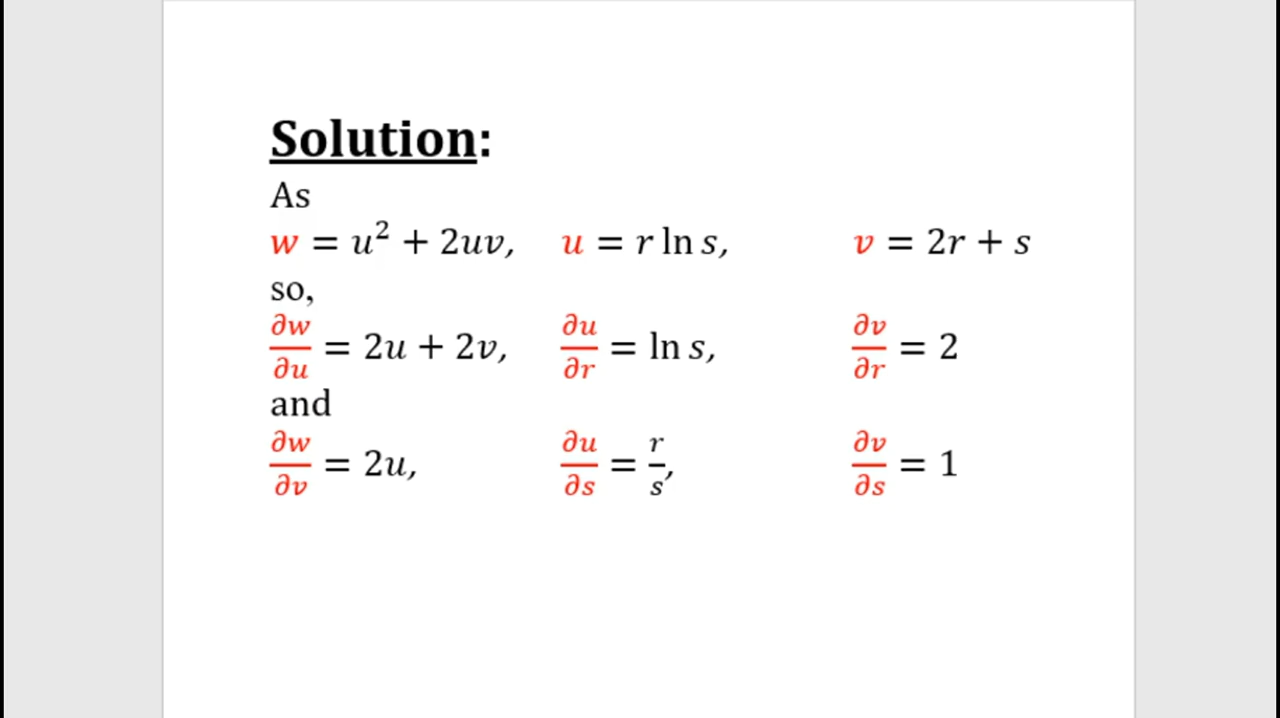 Solution:
As
w = u² + 2uv, u = r ln s, v = 2r + s
so,
∂w/∂u = 2u + 2v, ∂u/∂r = ln s, ∂v/∂r = 2
and
∂w/∂v = 2u, ∂u/∂s = r/s, ∂v/∂s = 1